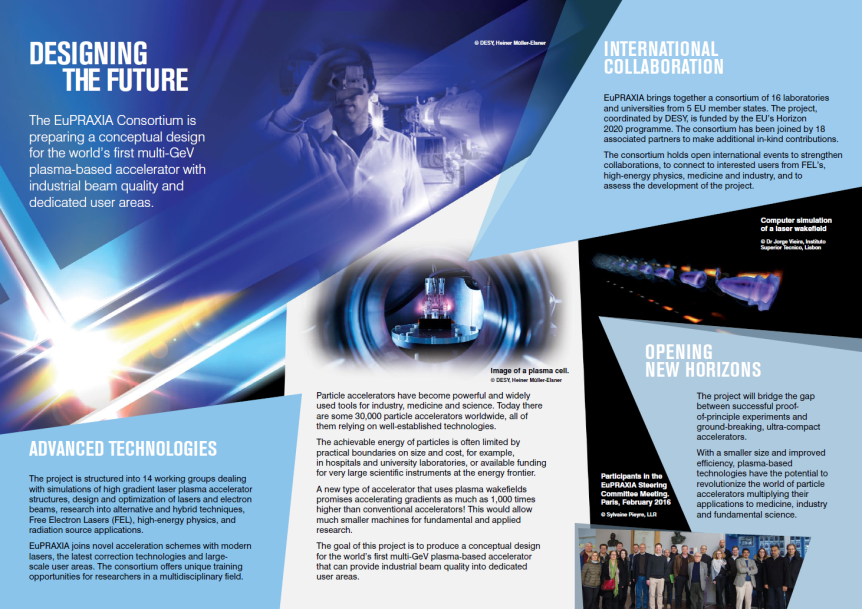 DESIGNING
THE FUTURE
The EuPRAXIA Consortium is
preparing a conceptual design
for the world's first multi-GeV
plasma-based accelerator with
industrial beam quality and
dedicated user areas.
© DESY, Heiner Müller-Elsner
INTERNATIONAL
COLLABORATION
EuPRAXIA brings together a consortium of 16 laboratories
and universities from 5 EU member states. The project,
coordinated by DESY, is funded by the EU's Horizon
2020 programme. The consortium has been joined by 18
associated partners to make additional in-kind contributions.
The consortium holds open international events to strengthen
collaborations, to connect to interested users from FEL's,
high-energy physics, medicine and industry, and to
assess the development of the project.
Computer simulation
of a laser wakefield
© Dr Jorge Vieira, Instituto
Superior Tecnico, Lisbon
Image of a plasma cell.
© DESY, Heiner Müller-Elsner
ADVANCED TECHNOLOGIES
The project is structured into 14 working groups dealing
with simulations of high gradient laser plasma accelerator
structures, design and optimization of lasers and electron
beams, research into alternative and hybrid techniques,
Free Electron Lasers (FEL), high-energy physics, and
radiation source applications.
EuPRAXIA joins novel acceleration schemes with modern
lasers, the latest correction technologies and large-
scale user areas. The consortium offers unique training
opportunities for researchers in a multidisciplinary field.
Particle accelerators have become powerful and widely
used tools for industry, medicine and science. Today there
are some 30,000 particle accelerators worldwide, all of
them relying on well-established technologies.
The achievable energy of particles is often limited by
practical boundaries on size and cost, for example,
in hospitals and university laboratories, or available funding
for very large scientific instruments at the energy frontier.
A new type of accelerator that uses plasma wakefields
promises accelerating gradients as much as 1,000 times
higher than conventional accelerators! This would allow
much smaller machines for fundamental and applied
research.
The goal of this project is to produce a conceptual design
for the world's first multi-GeV plasma-based accelerator
that can provide industrial beam quality into dedicated
user areas.
OPENING
NEW HORIZONS
The project will bridge the gap
between successful proof-
of-principle experiments and
ground-breaking, ultra-compact
accelerators.
With a smaller size and improved
efficiency, plasma-based
technologies have the potential to
revolutionize the world of particle
accelerators multiplying their
applications to medicine, industry
and fundamental science.
Participants in the
EuPRAXIA Steering
Committee Meeting.
Paris, February 2016
© Sylvaine Pieyre, LLR